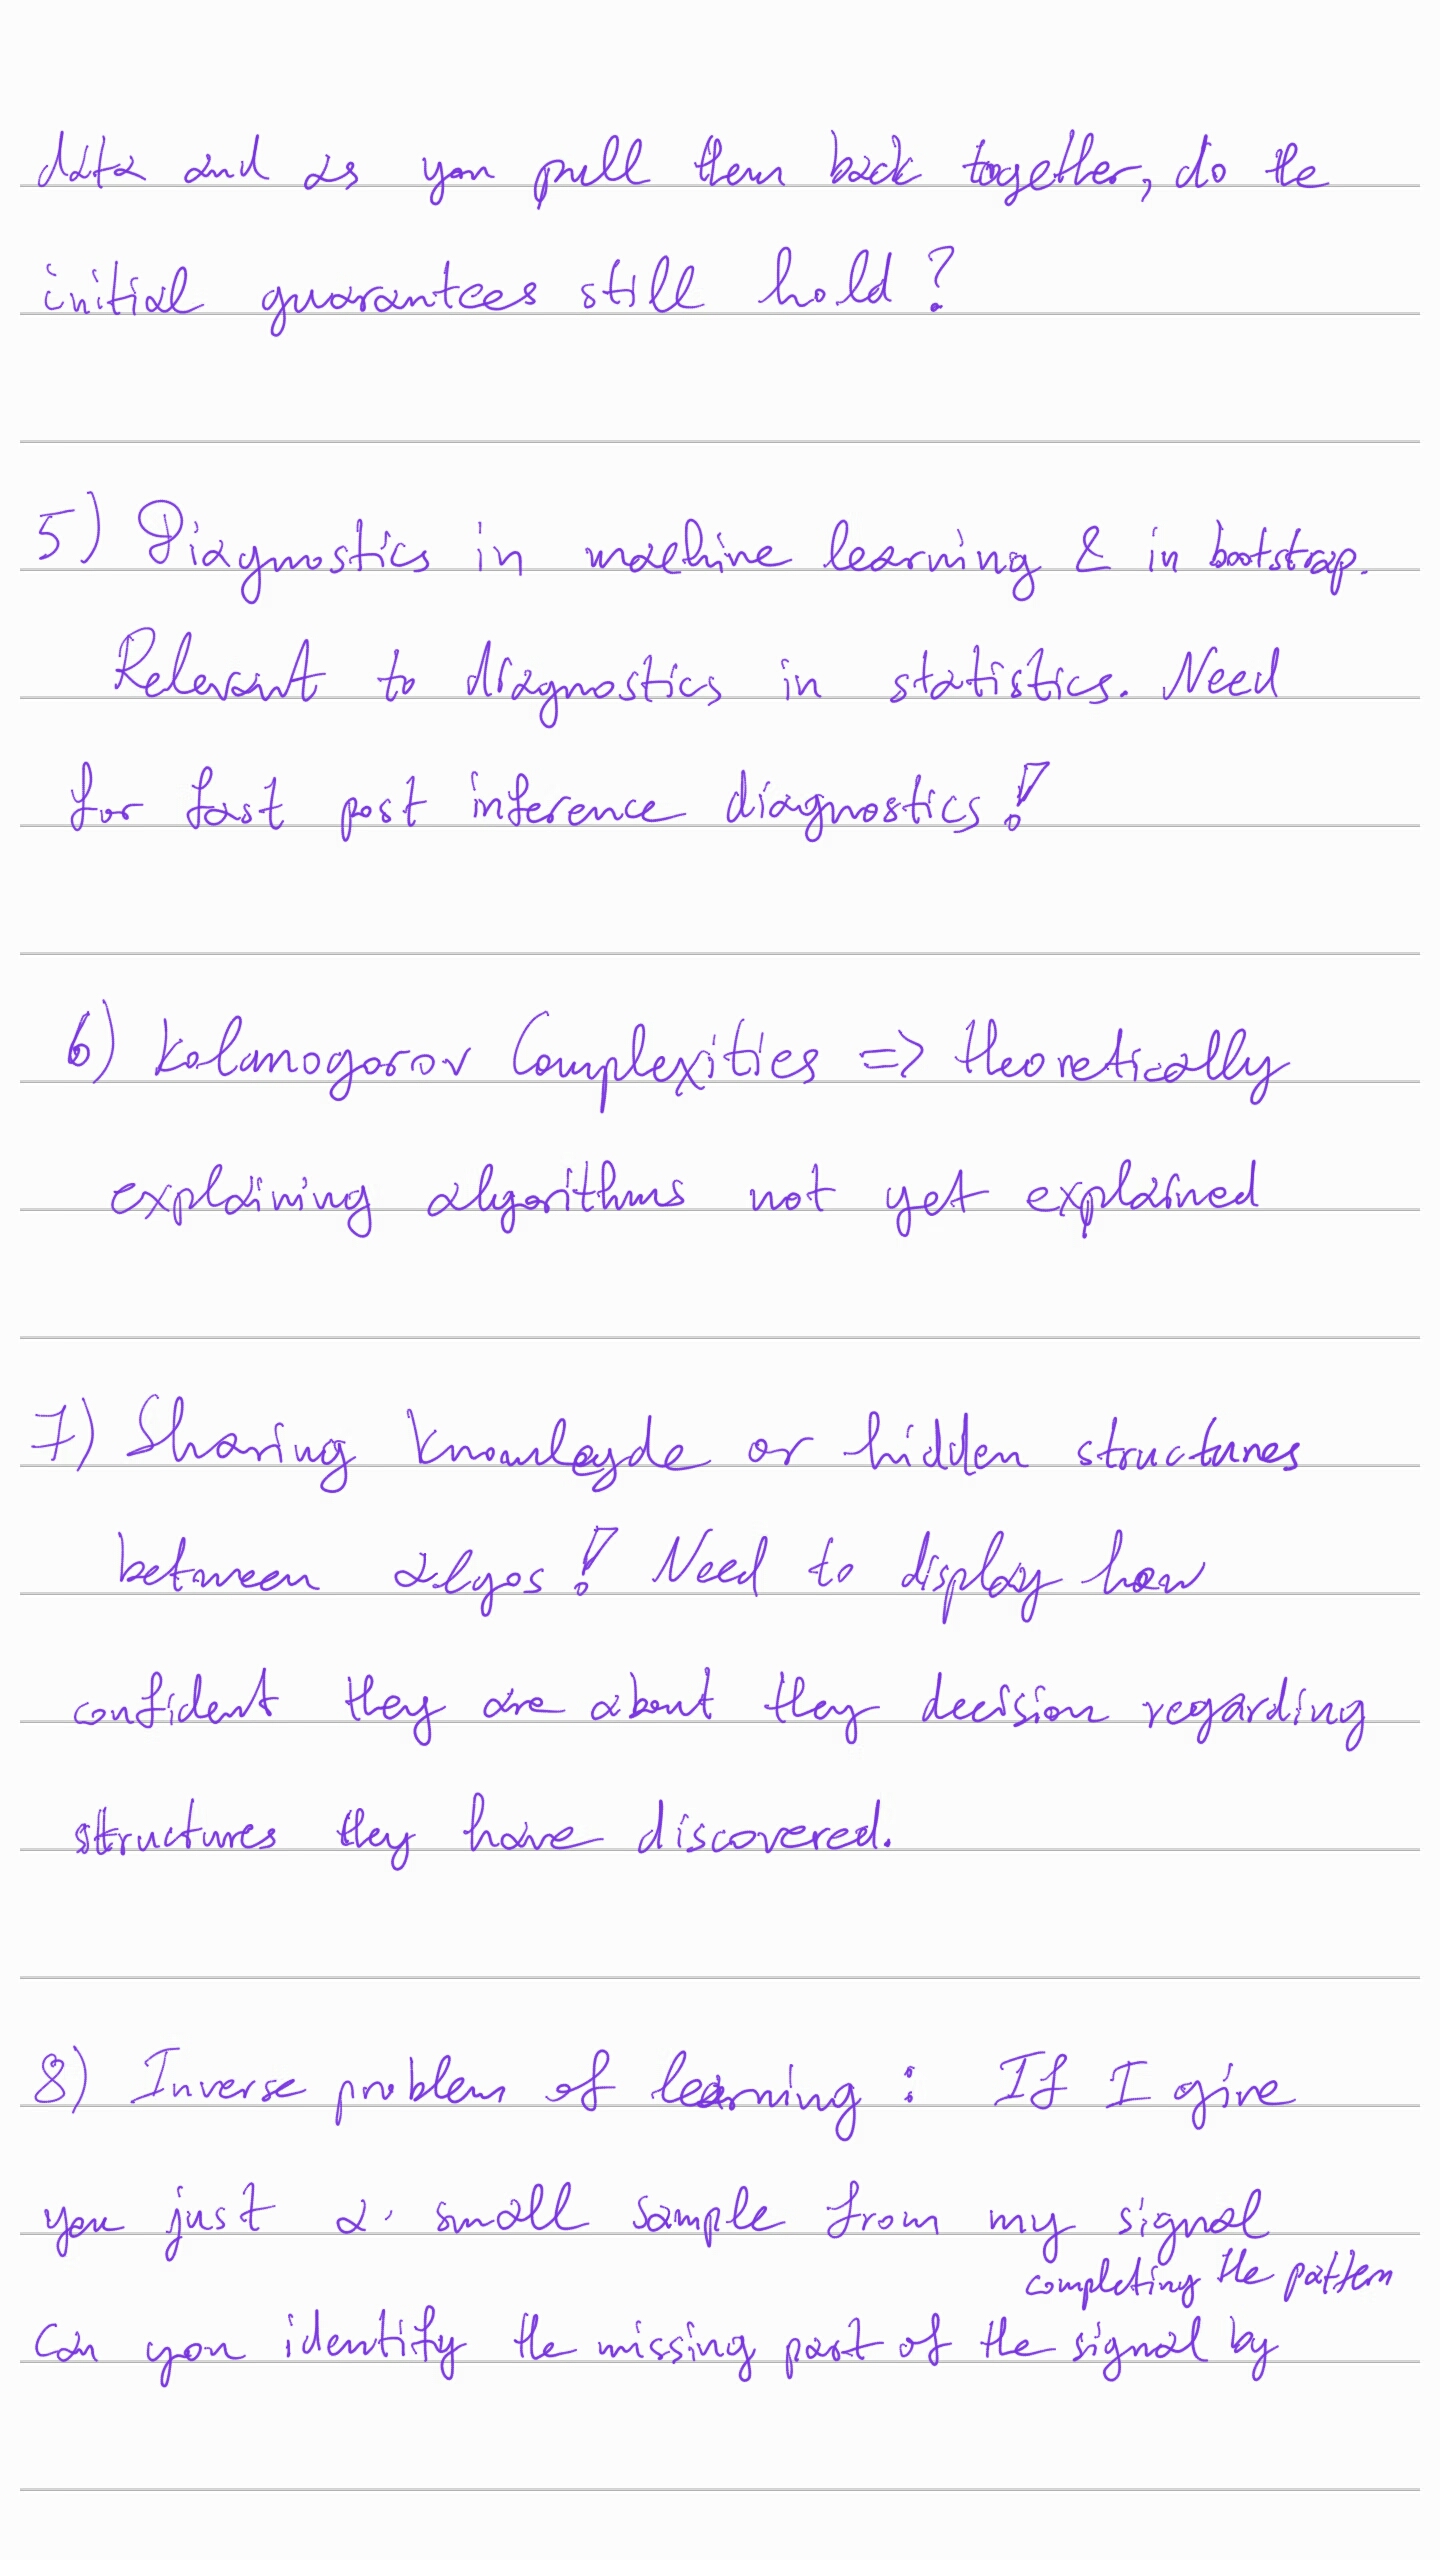 data and as you pull them back together, do the
initial guarantees still hold?
5) Diagnostics in machine learning & in bootstrap.
Relevant to diagnostics in statistics. Need
for fast post inference diagnostics!
6) Kolamogorov Complexities => theoretically
explaining algorithms not yet explained
7) Sharing knowlegde or hidden structures
between algos! Need to display how
confident they are about they decision regarding
structures they have discovered.
8) Inverse problem of learning : If I give
you just a small sample from my signal
Can you identify the missing part of the signal by
completing the pattern